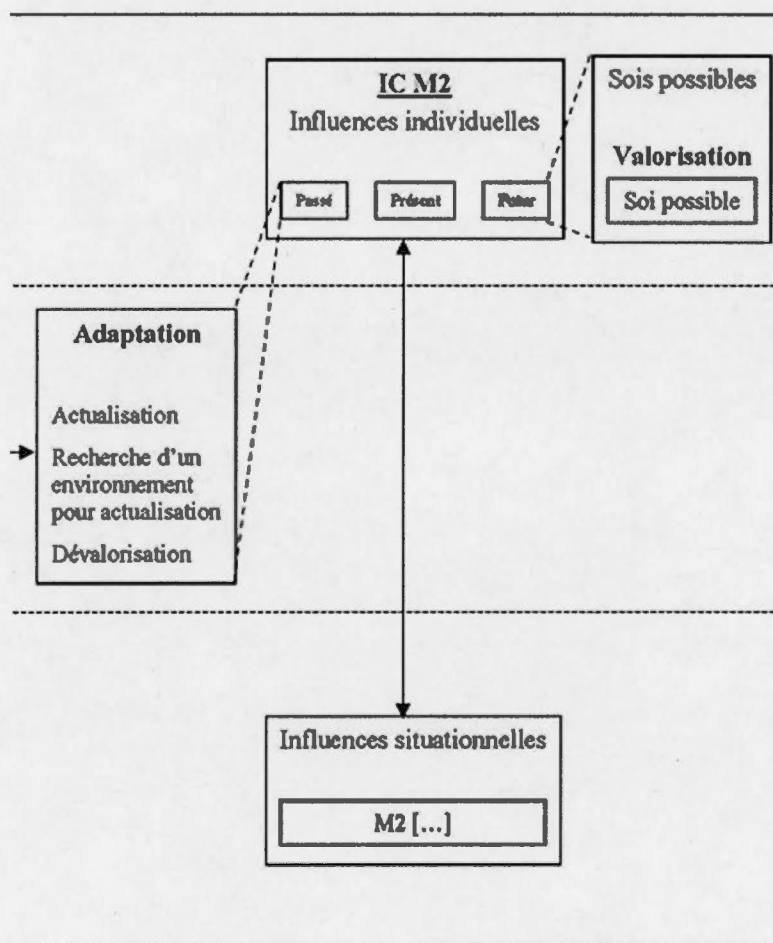 IC M2
Influences individuelles
Passé
Présent
Futur
Sois possibles
Valorisation
Soi possible
Adaptation
Actualisation
Recherche d'un
environnement
pour actualisation
Dévalorisation
Influences situationnelles
M2 [...]